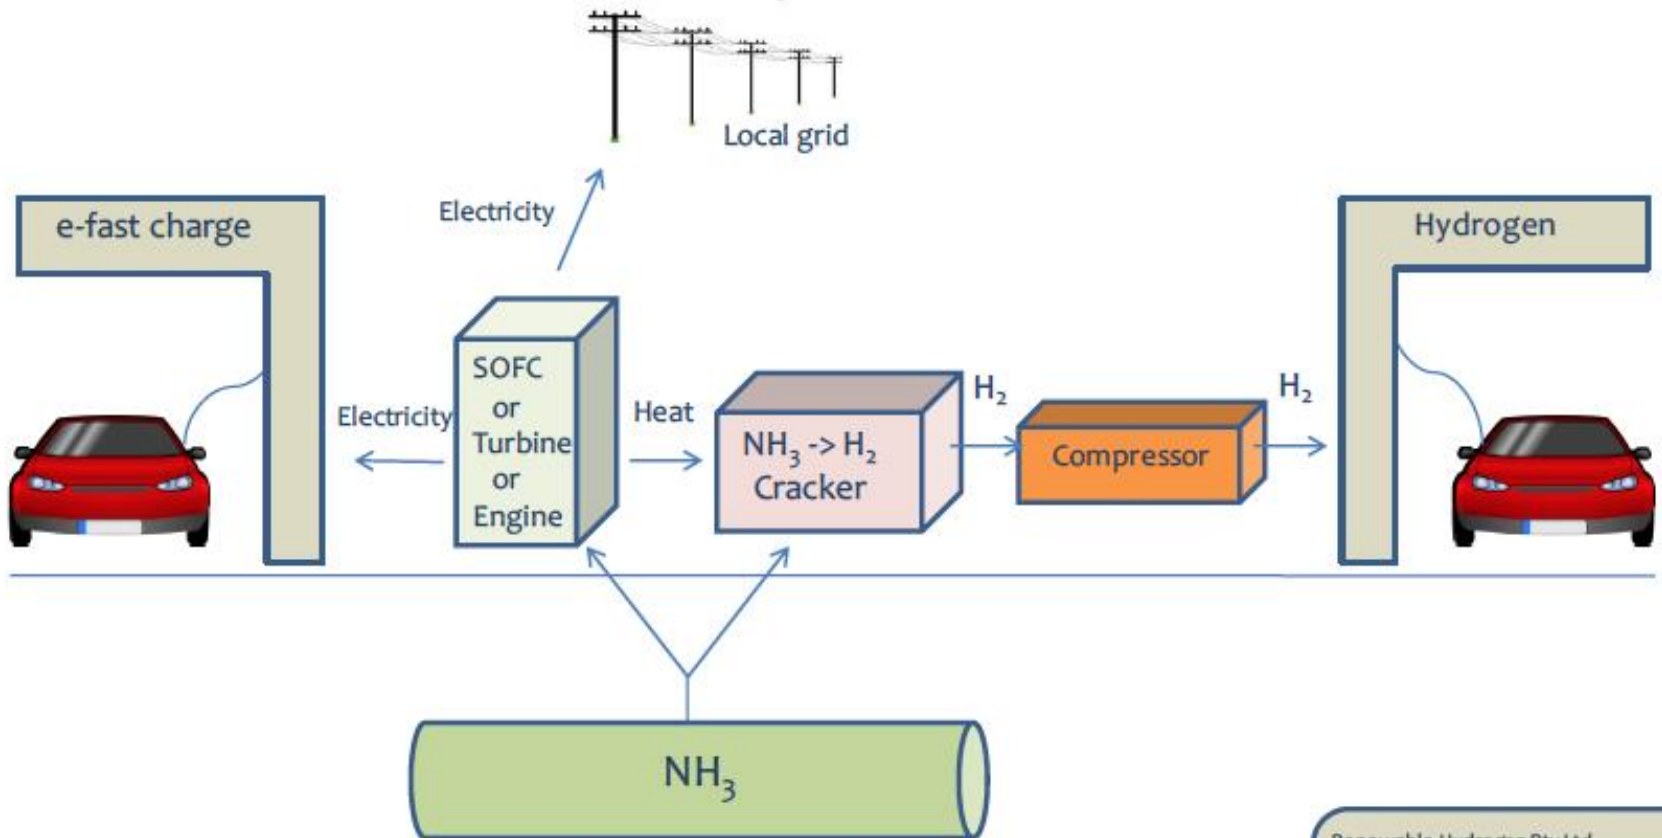 Local grid
Electricity
e-fast charge
Hydrogen
SOFC
or
Turbine
or
Engine
Electricity
Heat
NH₃ -> H₂
Cracker
H₂
Compressor
H₂
NH₃